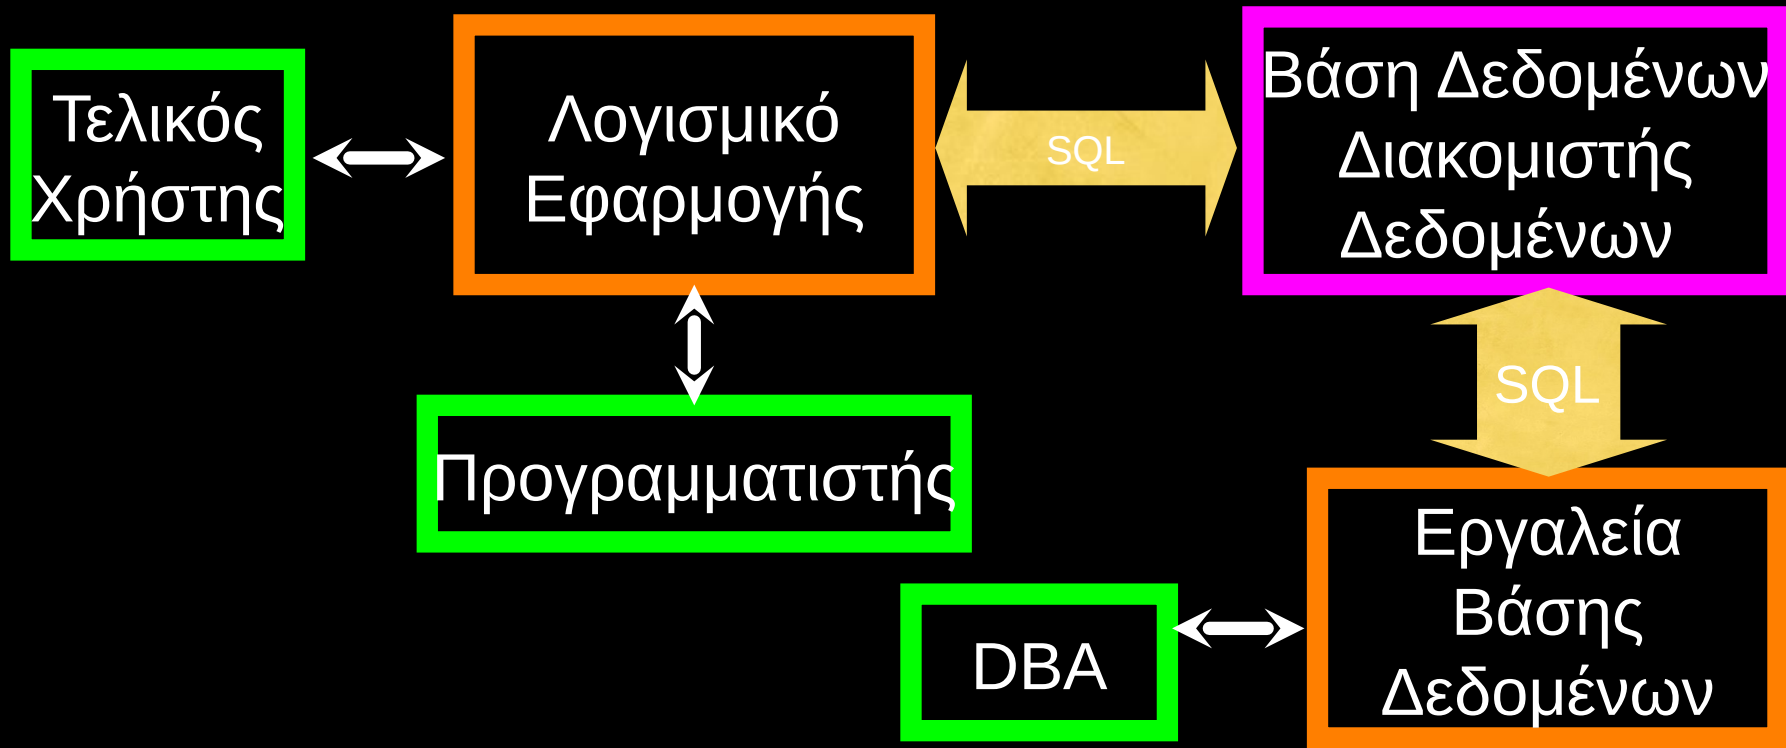 Τελικός
Χρήστης
Λογισμικό
Εφαρμογής
SQL
Βάση Δεδομένων
Διακομιστής
Δεδομένων
SQL
Προγραμματιστής
DBA
Εργαλεία
Βάσης
Δεδομένων